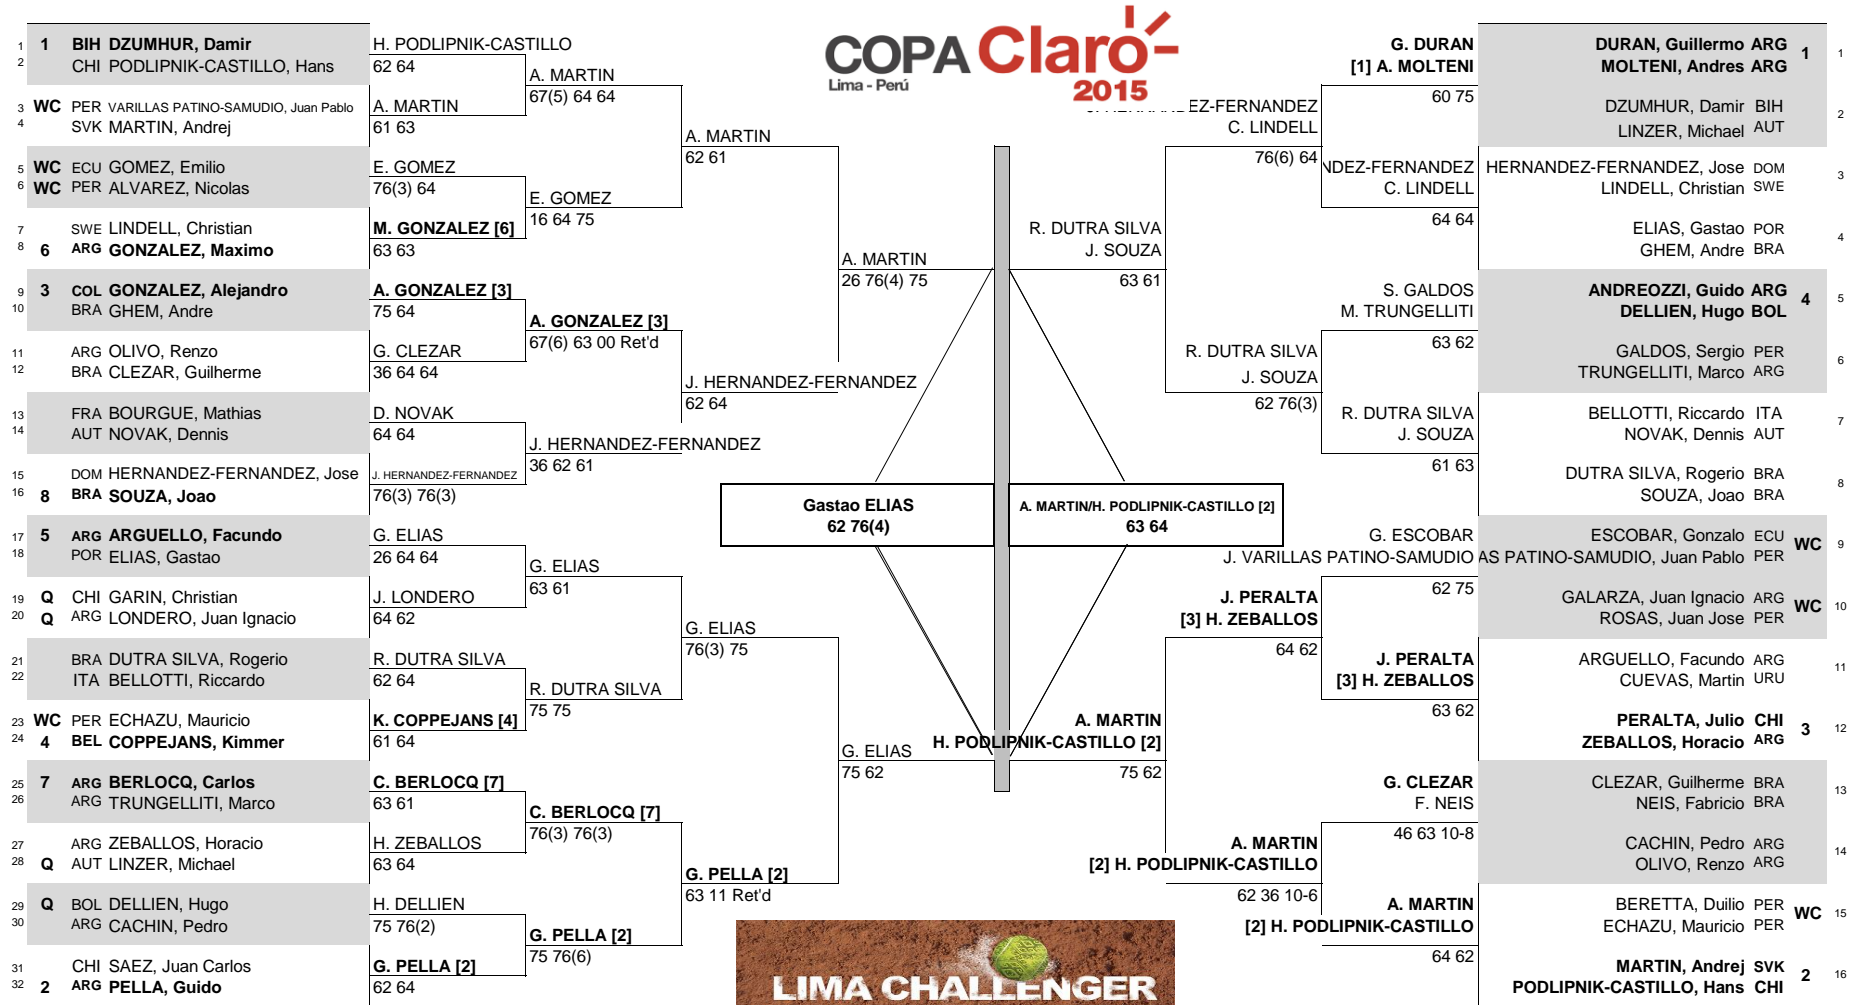 COPA Claro
Lima - Perú
2015
1 1 BIH DZUMHUR, Damir
2 CHI PODLIPNIK-CASTILLO, Hans
3 WC PER VARILLAS PATINO-SAMUDIO, Juan Pablo
4 SVK MARTIN, Andrej
5 WC ECU GOMEZ, Emilio
6 WC PER ALVAREZ, Nicolas
7 SWE LINDELL, Christian
8 6 ARG GONZALEZ, Maximo
9 3 COL GONZALEZ, Alejandro
10 BRA GHEM, Andre
11 ARG OLIVO, Renzo
12 BRA CLEZAR, Guilherme
13 FRA BOURGUE, Mathias
14 AUT NOVAK, Dennis
15 DOM HERNANDEZ-FERNANDEZ, Jose
16 8 BRA SOUZA, Joao
17 5 ARG ARGUELLO, Facundo
18 POR ELIAS, Gastao
19 Q CHI GARIN, Christian
20 Q ARG LONDERO, Juan Ignacio
21 BRA DUTRA SILVA, Rogerio
22 ITA BELLOTTI, Riccardo
23 WC PER ECHAZU, Mauricio
24 4 BEL COPPEJANS, Kimmer
25 7 ARG BERLOCQ, Carlos
26 ARG TRUNGELLITI, Marco
27 ARG ZEBALLOS, Horacio
28 Q AUT LINZER, Michael
29 Q BOL DELLIEN, Hugo
30 ARG CACHIN, Pedro
31 CHI SAEZ, Juan Carlos
32 2 ARG PELLA, Guido
H. PODLIPNIK-CASTILLO
62 64
A. MARTIN
61 63
E. GOMEZ
76(3) 64
M. GONZALEZ [6]
63 63
A. GONZALEZ [3]
75 64
G. CLEZAR
36 64 64
D. NOVAK
64 64
J. HERNANDEZ-FERNANDEZ
76(3) 76(3)
G. ELIAS
26 64 64
J. LONDERO
64 62
R. DUTRA SILVA
62 64
K. COPPEJANS [4]
61 64
C. BERLOCQ [7]
63 61
H. ZEBALLOS
63 64
H. DELLIEN
75 76(2)
G. PELLA [2]
62 64
A. MARTIN
67(5) 64 64
E. GOMEZ
16 64 75
A. GONZALEZ [3]
67(6) 63 00 Ret'd
J. HERNANDEZ-FERNANDEZ
36 62 61
G. ELIAS
63 61
R. DUTRA SILVA
75 75
C. BERLOCQ [7]
76(3) 76(3)
G. PELLA [2]
75 76(6)
A. MARTIN
62 61
J. HERNANDEZ-FERNANDEZ
62 64
G. ELIAS
76(3) 75
G. PELLA [2]
63 11 Ret'd
A. MARTIN
26 76(4) 75
G. ELIAS
75 62
Gastao ELIAS
62 76(4)
A. MARTIN/H. PODLIPNIK-CASTILLO [2]
63 64
R. DUTRA SILVA
J. SOUZA
63 61
A. MARTIN
H. PODLIPNIK-CASTILLO [2]
75 62
EZ-FERNANDEZ
C. LINDELL
76(6) 64
R. DUTRA SILVA
J. SOUZA
62 76(3)
J. PERALTA
[3] H. ZEBALLOS
64 62
A. MARTIN
[2] H. PODLIPNIK-CASTILLO
62 36 10-6
G. DURAN
[1] A. MOLTENI
60 75
NDEZ-FERNANDEZ
C. LINDELL
64 64
S. GALDOS
M. TRUNGELLITI
63 62
R. DUTRA SILVA
J. SOUZA
61 63
G. ESCOBAR
J. VARILLAS PATINO-SAMUDIO
62 75
J. PERALTA
[3] H. ZEBALLOS
63 62
G. CLEZAR
F. NEIS
46 63 10-8
A. MARTIN
[2] H. PODLIPNIK-CASTILLO
64 62
DURAN, Guillermo ARG 1 1
MOLTENI, Andres ARG
DZUMHUR, Damir BIH 2
LINZER, Michael AUT
HERNANDEZ-FERNANDEZ, Jose DOM 3
LINDELL, Christian SWE
ELIAS, Gastao POR 4
GHEM, Andre BRA
ANDREOZZI, Guido ARG 4 5
DELLIEN, Hugo BOL
GALDOS, Sergio PER 6
TRUNGELLITI, Marco ARG
BELLOTTI, Riccardo ITA 7
NOVAK, Dennis AUT
DUTRA SILVA, Rogerio BRA 8
SOUZA, Joao BRA
ESCOBAR, Gonzalo ECU WC 9
AS PATINO-SAMUDIO, Juan Pablo PER
GALARZA, Juan Ignacio ARG WC 10
ROSAS, Juan Jose PER
ARGUELLO, Facundo ARG 11
CUEVAS, Martin URU
PERALTA, Julio CHI 3 12
ZEBALLOS, Horacio ARG
CLEZAR, Guilherme BRA 13
NEIS, Fabricio BRA
CACHIN, Pedro ARG 14
OLIVO, Renzo ARG
BERETTA, Duilio PER WC 15
ECHAZU, Mauricio PER
MARTIN, Andrej SVK 2 16
PODLIPNIK-CASTILLO, Hans CHI
LIMA CHALLENGER